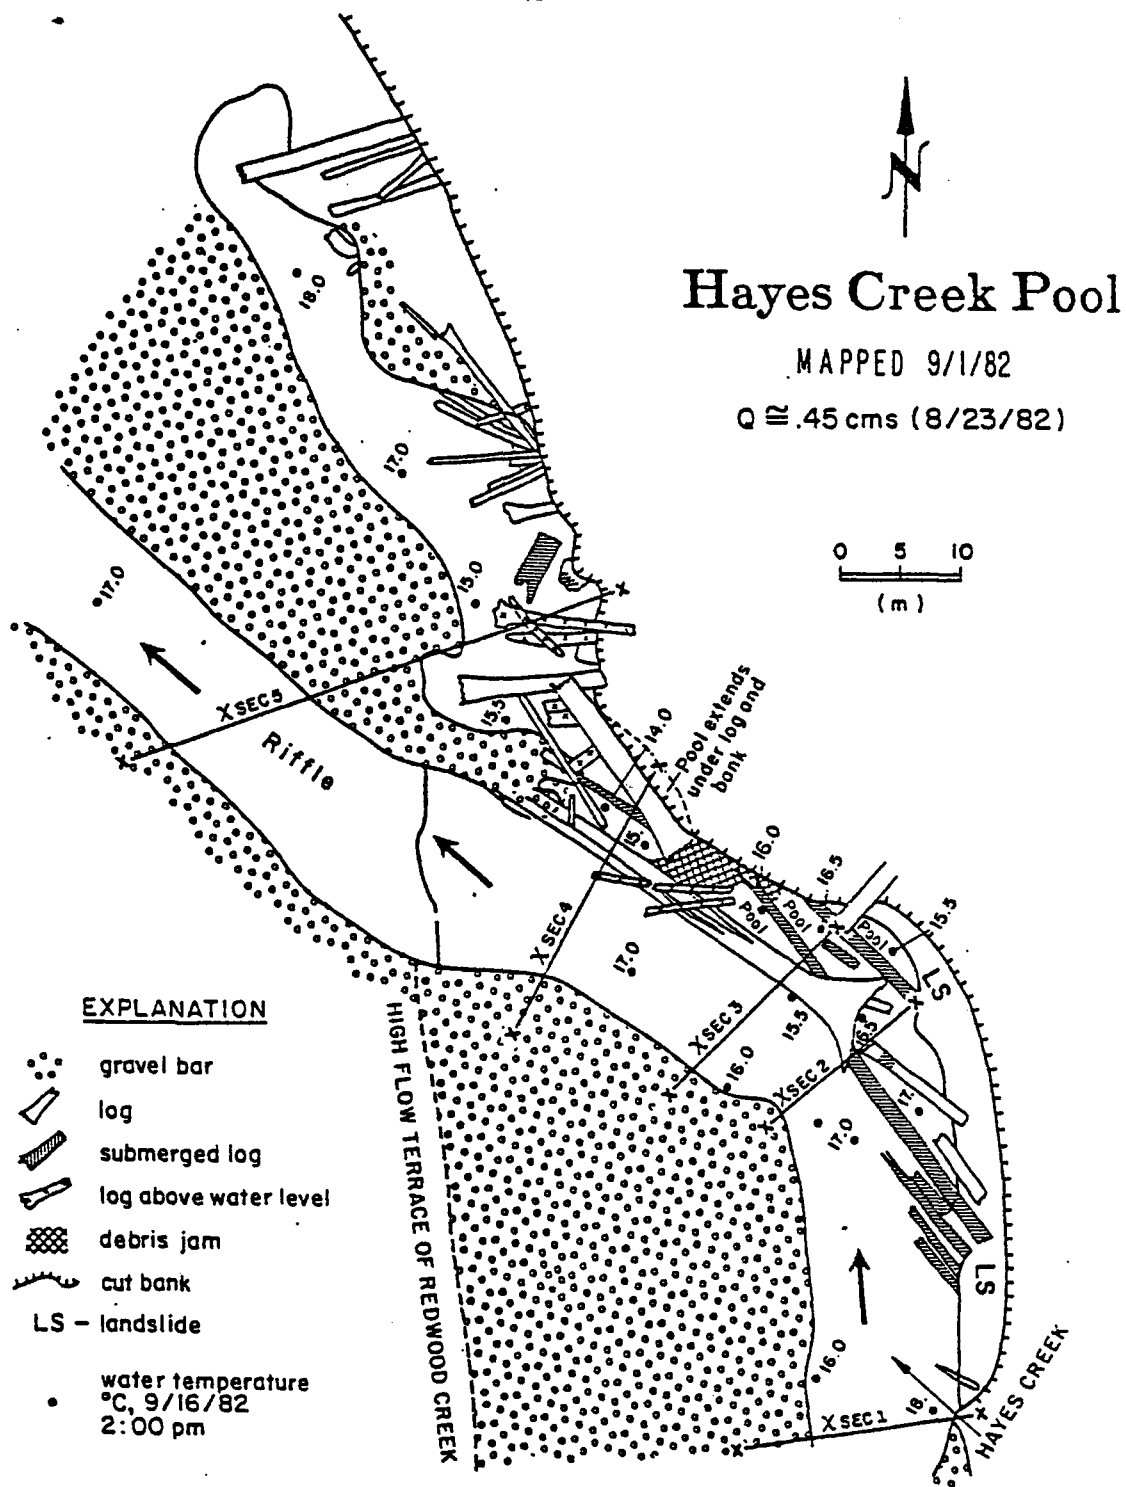 N
Hayes Creek Pool
MAPPED 9/1/82
Q ≅ .45 cms (8/23/82)
0 5 10
(m)
18.0
17.0
15.0
17.0
X SEC 5
Riffle
15.5
14.0
Pool extends
under log and
bank
15.
16.0
16.5
15.5
Pool
Pool
Pool
LS
X SEC 4
17.0
X SEC 3
15.5
16.5
16.0
X SEC 2
17.
17.0
HIGH FLOW TERRACE OF REDWOOD CREEK
LS
16.0
18.
X SEC 1
HAYES CREEK
EXPLANATION
gravel bar
log
submerged log
log above water level
debris jam
cut bank
LS – landslide
water temperature
°C, 9/16/82
2:00 pm